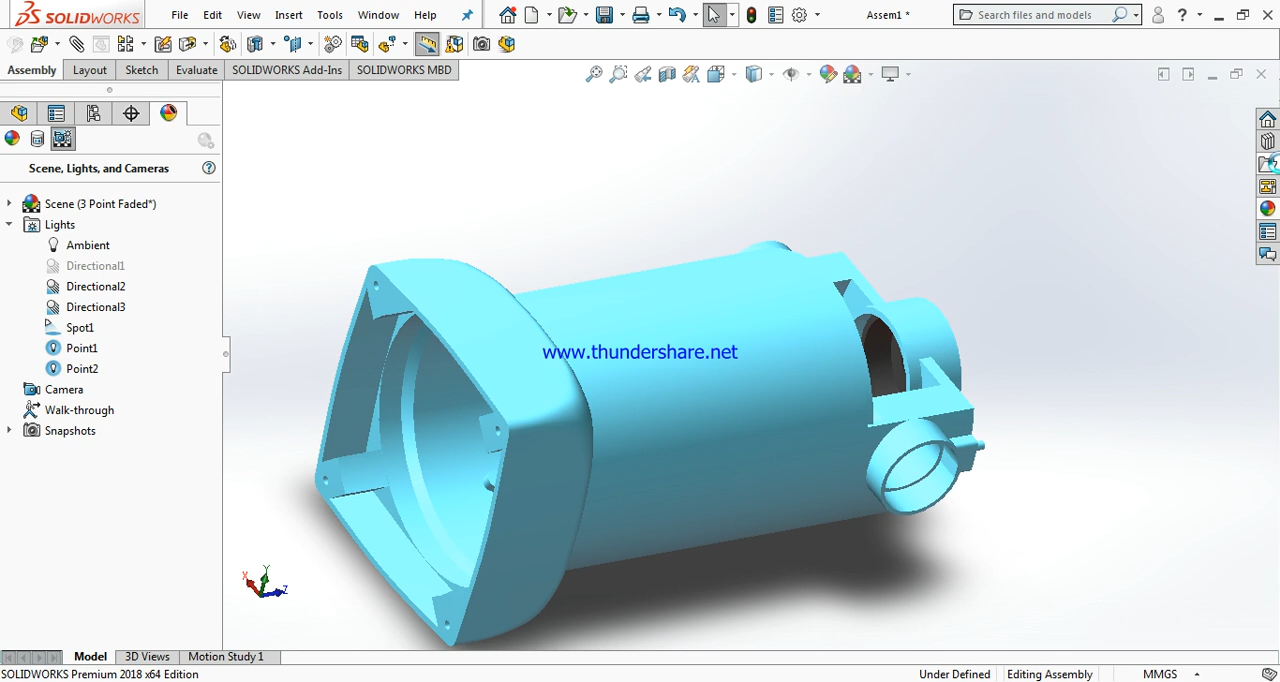 SOLIDWORKS File Edit View Insert Tools Window Help Assem1 * Search files and models ?
Assembly Layout Sketch Evaluate SOLIDWORKS Add-Ins SOLIDWORKS MBD
Scene, Lights, and Cameras ?
Scene (3 Point Faded*)
Lights
Ambient
Directional1
Directional2
Directional3
Spot1
Point1
Point2
Camera
Walk-through
Snapshots
www.thundershare.net
X Y Z
Model 3D Views Motion Study 1
SOLIDWORKS Premium 2018 x64 Edition Under Defined Editing Assembly MMGS